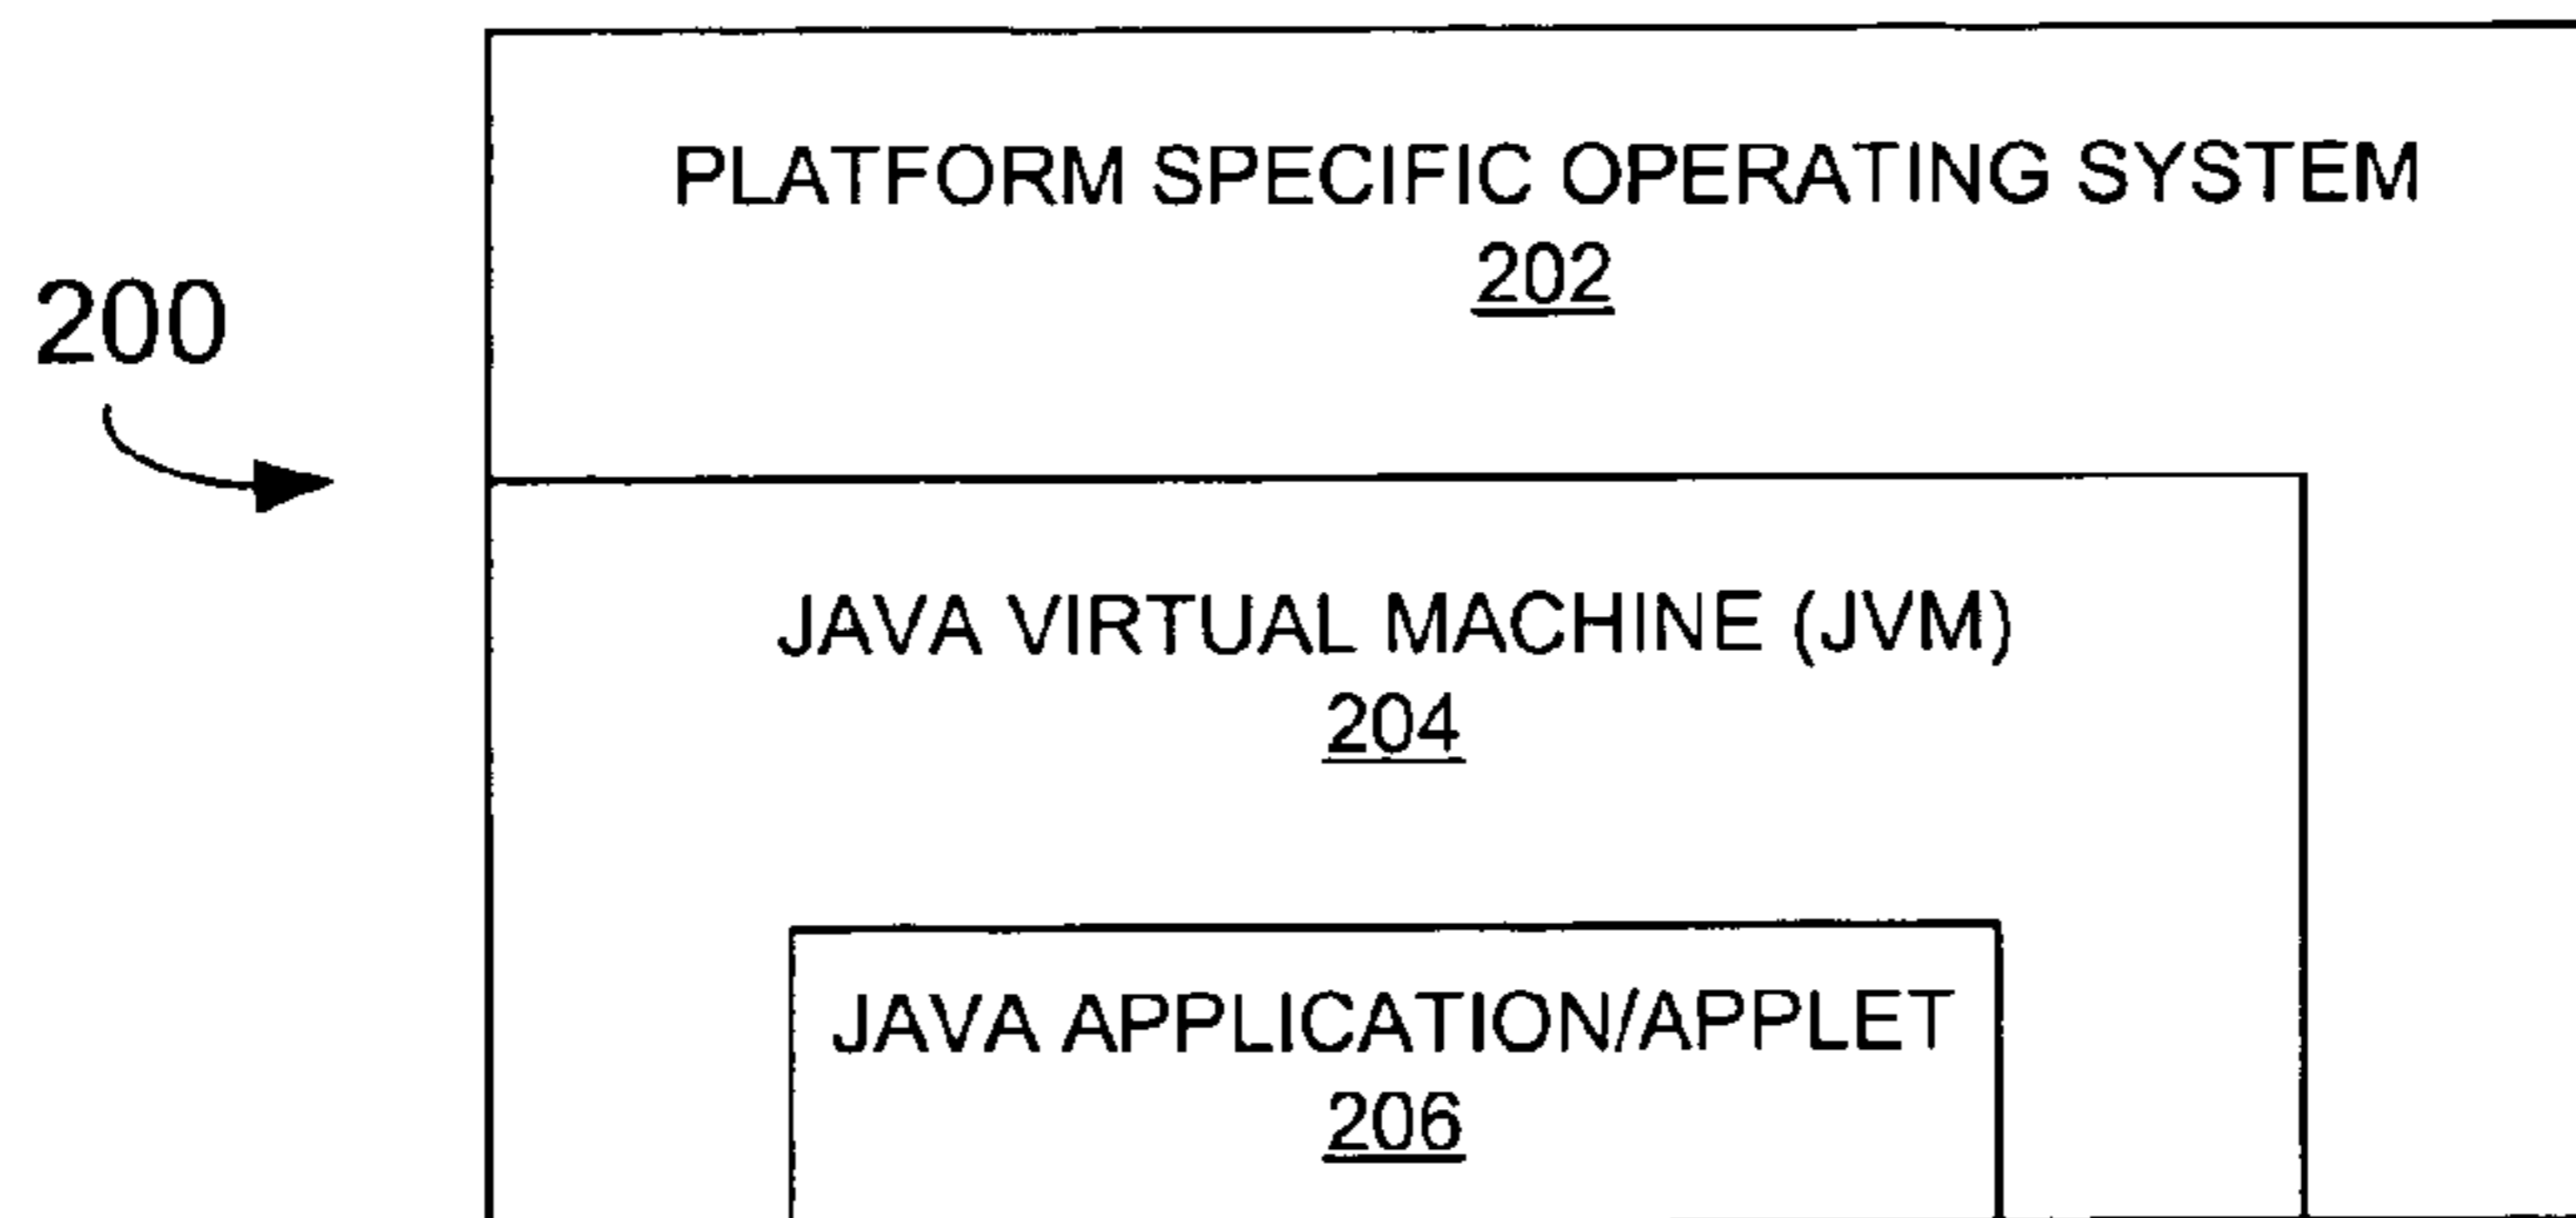 PLATFORM SPECIFIC OPERATING SYSTEM
202
200
JAVA VIRTUAL MACHINE (JVM)
204
JAVA APPLICATION/APPLET
206